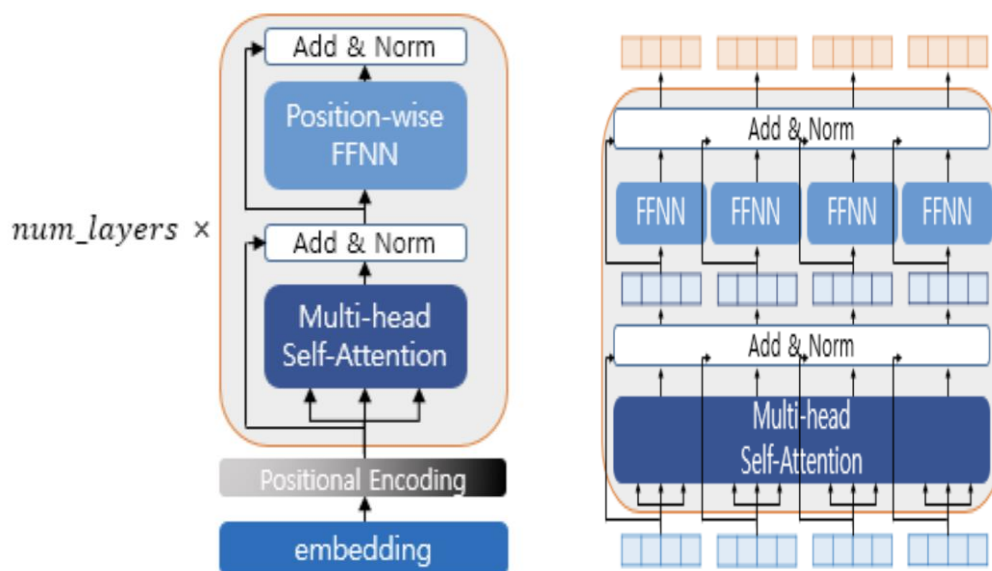 Add & Norm
Position-wise
FFNN
num_layers ×
Add & Norm
Multi-head
Self-Attention
Positional Encoding
embedding
Add & Norm
FFNN FFNN FFNN FFNN
Add & Norm
Multi-head
Self-Attention